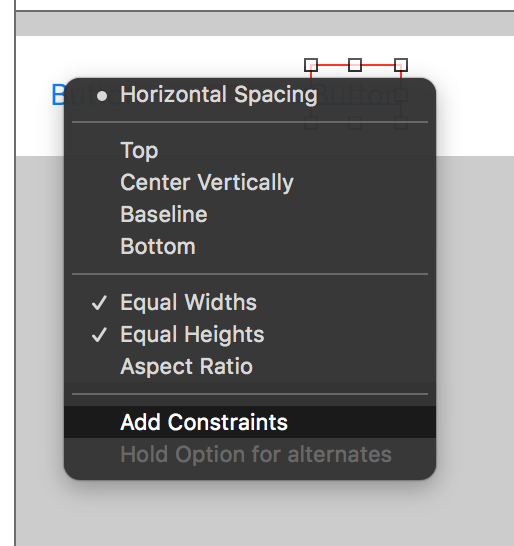 Horizontal Spacing
Top
Center Vertically
Baseline
Bottom
Equal Widths
Equal Heights
Aspect Ratio
Add Constraints
Hold Option for alternates